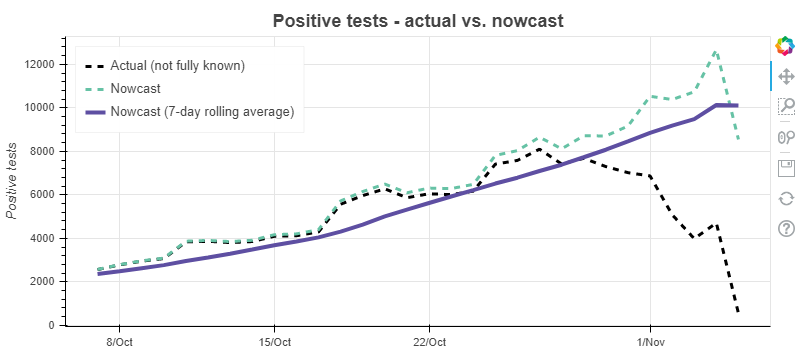 Positive tests - actual vs. nowcast
Actual (not fully known)
Nowcast
Nowcast (7-day rolling average)
Positive tests
12000
10000
8000
6000
4000
2000
0
8/Oct
15/Oct
22/Oct
1/Nov